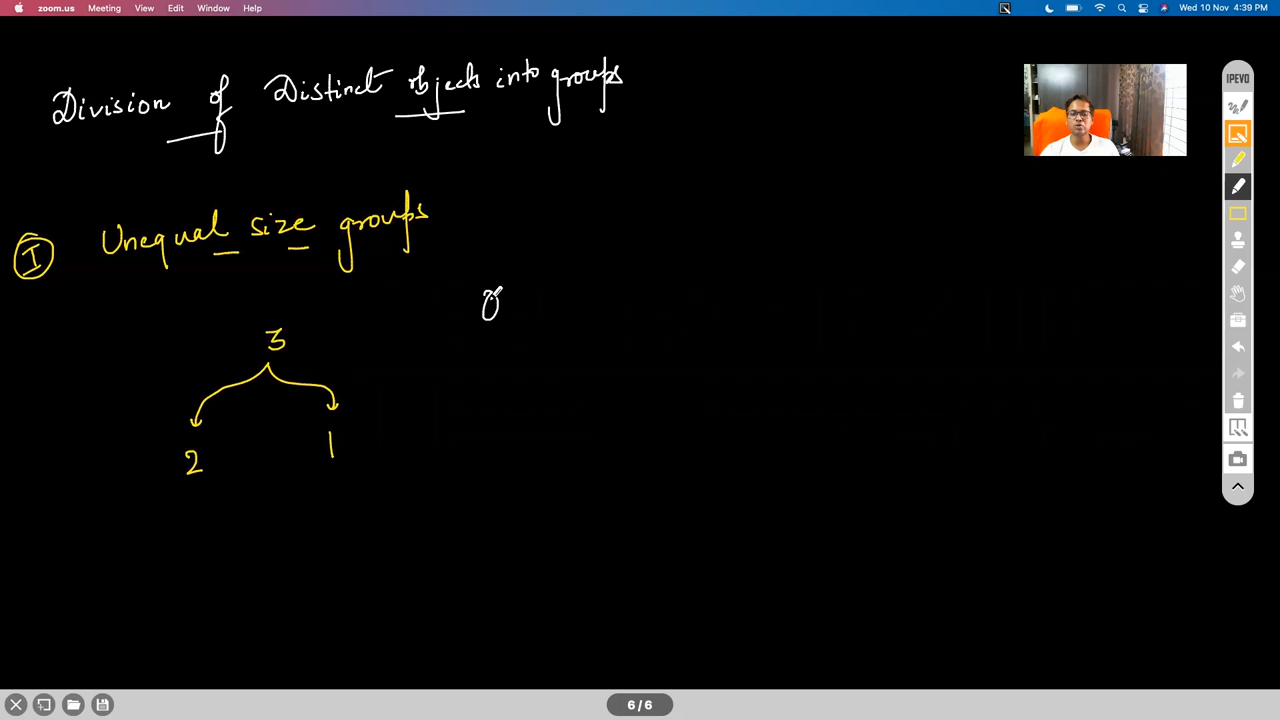 zoom.us Meeting View Edit Window Help Wed 10 Nov 4:39 PM
IPEVO
Division of Distinct objects into groups
I Unequal size groups
3
2 1
6/6